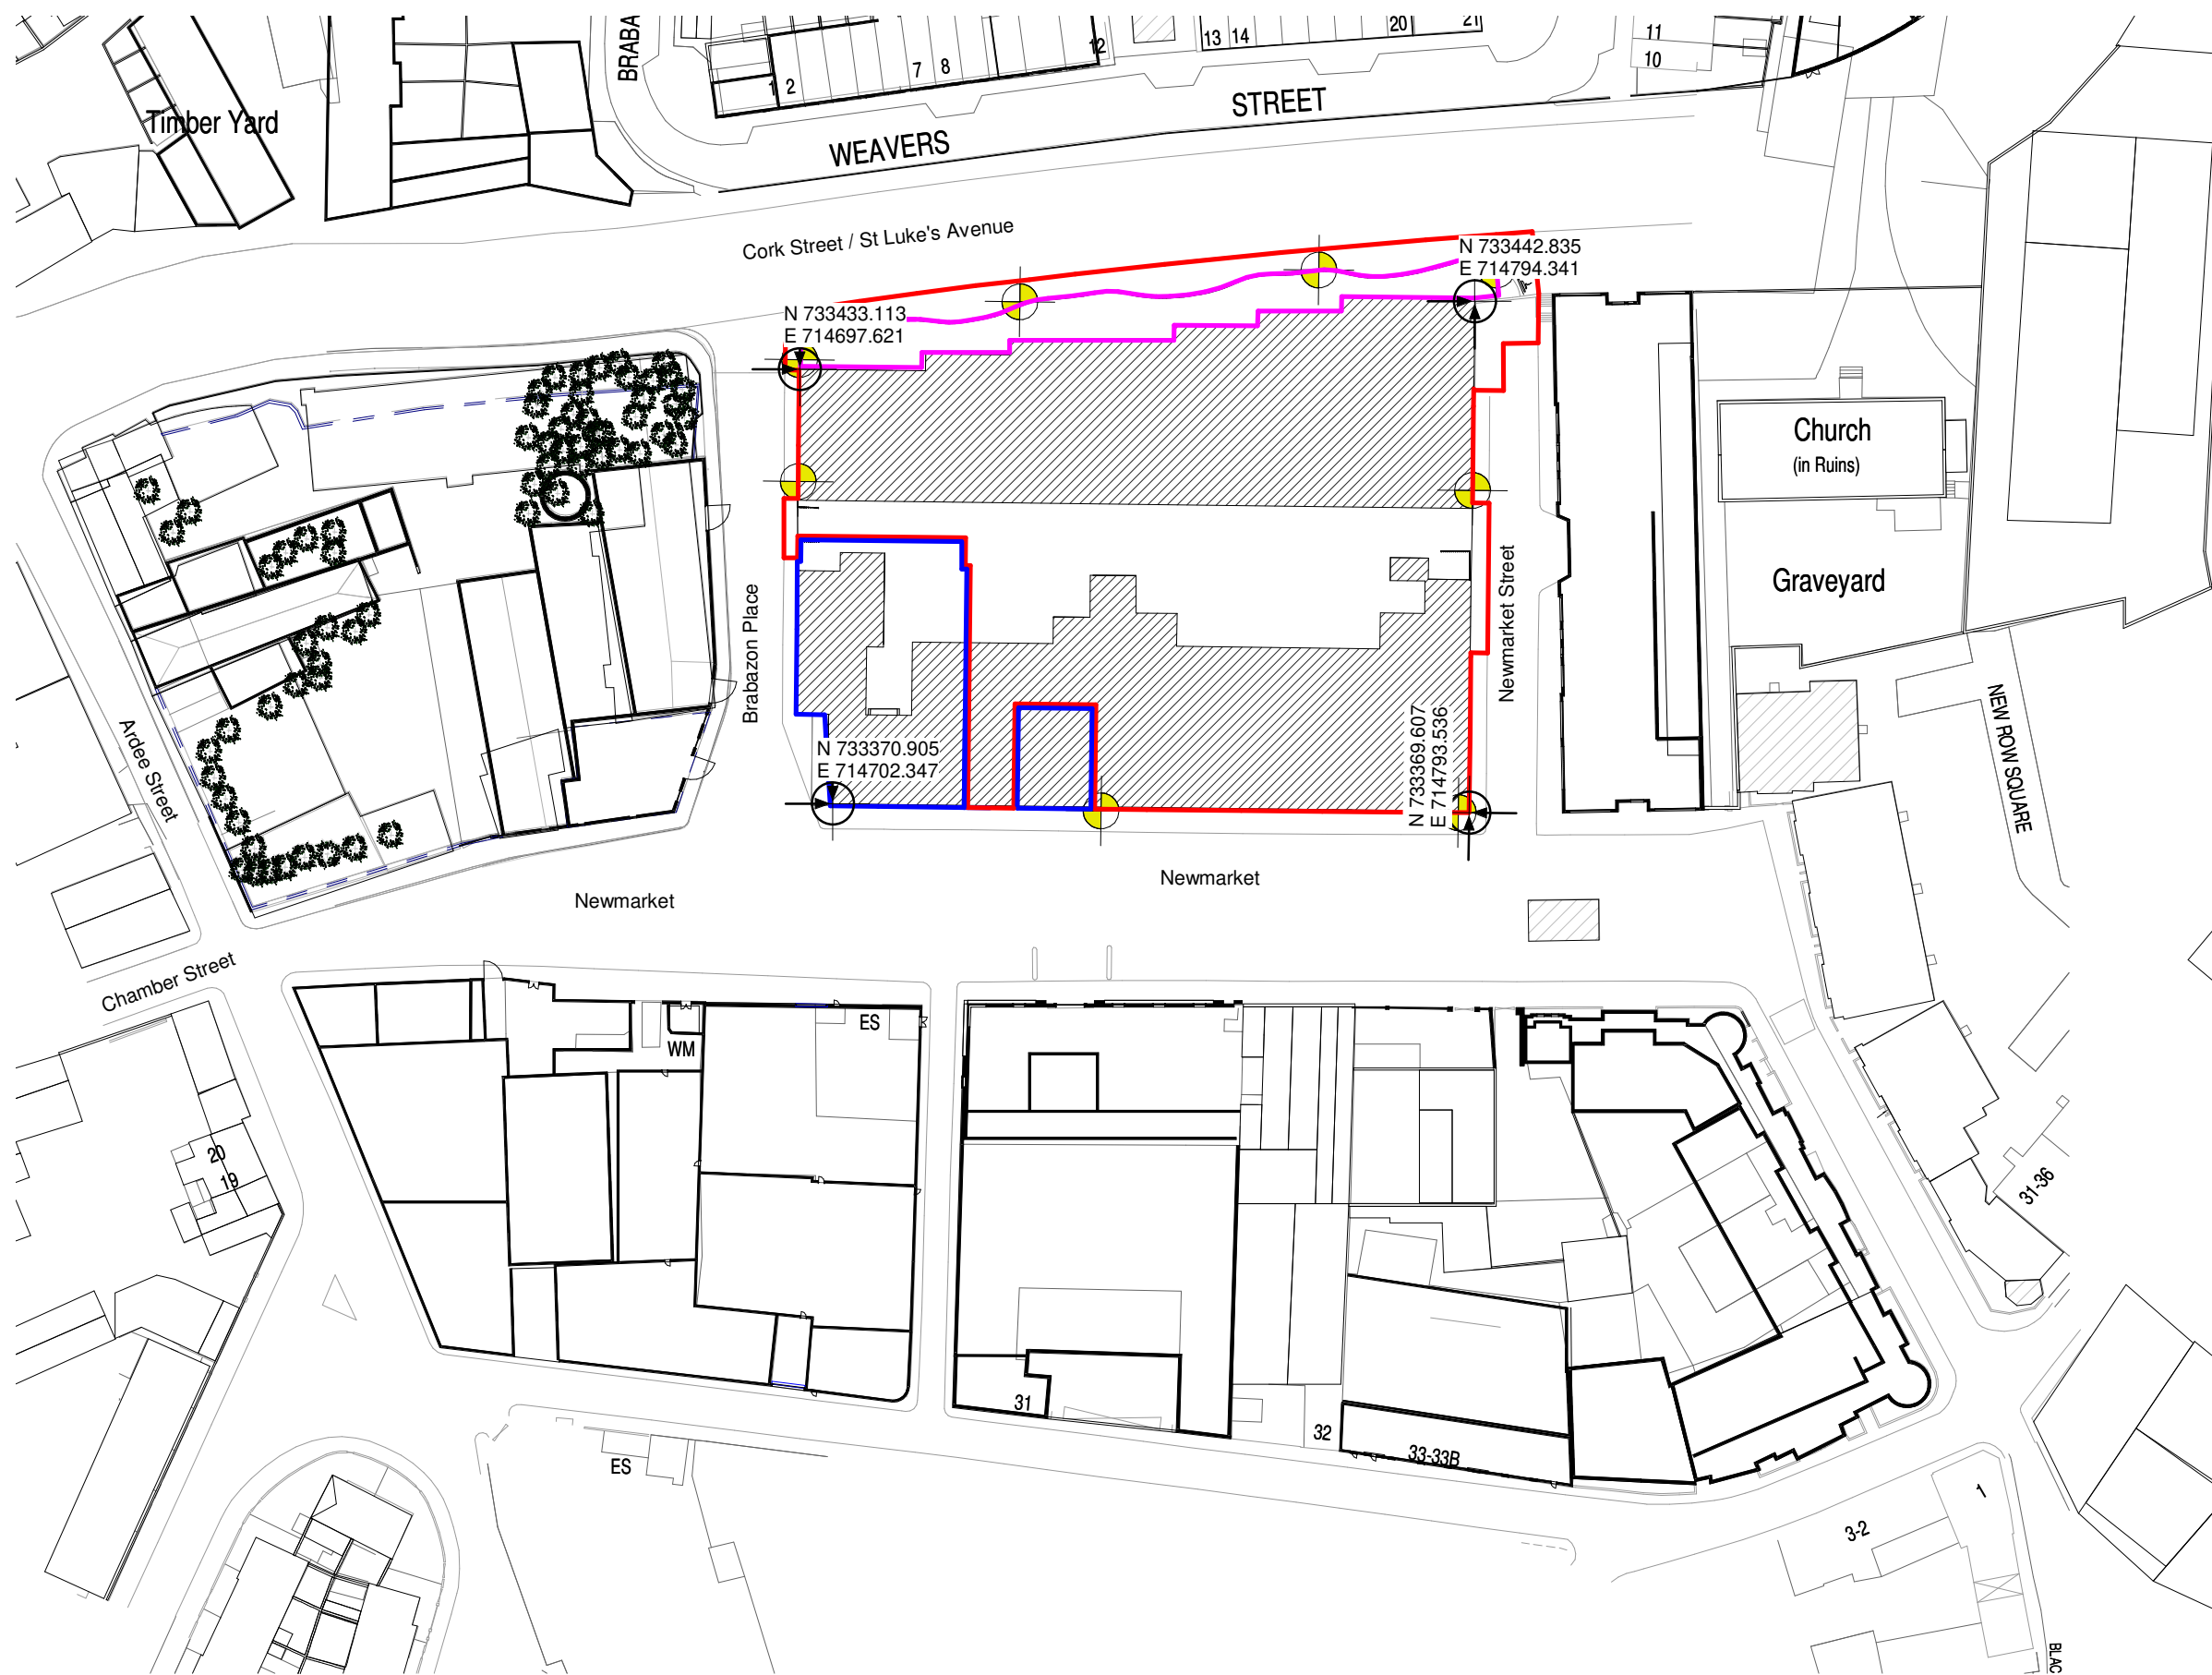 BRABA
1
2
7
8
12
13
14
20
21
11
10
Timber Yard
WEAVERS
STREET
Cork Street / St Luke's Avenue
N 733442.835
E 714794.341
N 733433.113
E 714697.621
Church
(in Ruins)
Graveyard
Brabazon Place
Newmarket Street
NEW ROW SQUARE
Ardee Street
N 733370.905
E 714702.347
N 733369.607
E 714793.536
Newmarket
Newmarket
Chamber Street
ES
WM
20
19
31-36
31
32
33-33B
ES
1
3-2
BLAC